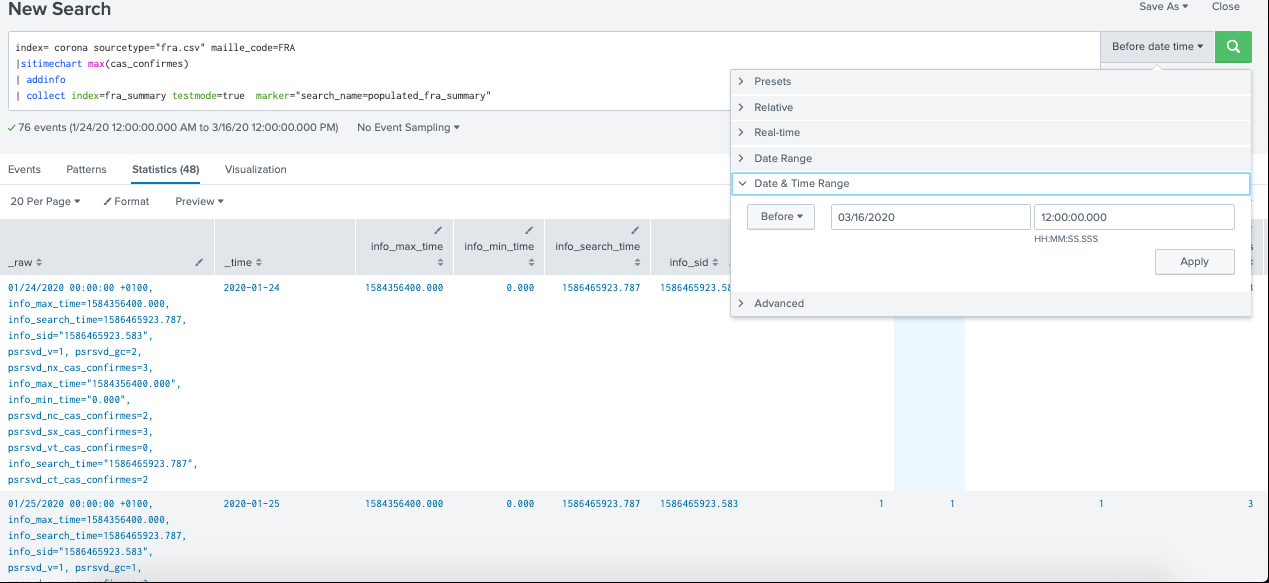 New Search
Save As
Close
index= corona sourcetype="fra.csv" maille_code=FRA
|sitimechart max(cas_confirmes)
| addinfo
| collect index=fra_summary testmode=true  marker="search_name=populated_fra_summary"
Before date time
76 events (1/24/20 12:00:00.000 AM to 3/16/20 12:00:00.000 PM)
No Event Sampling
Presets
Relative
Real-time
Date Range
Date & Time Range
Before
03/16/2020
12:00:00.000
HH:MM:SS.SSS
Apply
Advanced
Events
Patterns
Statistics (48)
Visualization
20 Per Page
Format
Preview
_raw
_time
info_max_time
info_min_time
info_search_time
info_sid
01/24/2020 00:00:00 +0100,
info_max_time=1584356400.000,
info_search_time=1586465923.787,
info_sid="1586465923.583",
psrsvd_v=1, psrsvd_gc=2,
psrsvd_nx_cas_confirmes=3,
info_max_time="1584356400.000",
info_min_time="0.000",
psrsvd_nc_cas_confirmes=2,
psrsvd_sx_cas_confirmes=3,
psrsvd_vt_cas_confirmes=0,
info_search_time="1586465923.787",
psrsvd_ct_cas_confirmes=2
2020-01-24
1584356400.000
0.000
1586465923.787
1586465923.58
01/25/2020 00:00:00 +0100,
info_max_time=1584356400.000,
info_search_time=1586465923.787,
info_sid="1586465923.583",
psrsvd_v=1, psrsvd_gc=1,
2020-01-25
1584356400.000
0.000
1586465923.787
1586465923.583
1
1
1
3